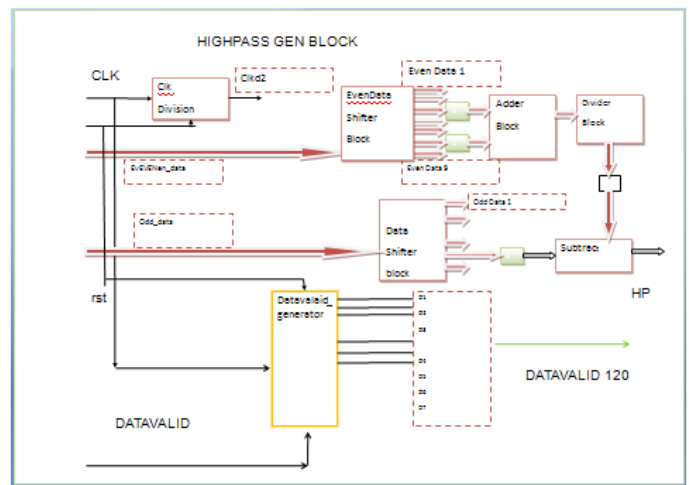 HIGHPASS GEN BLOCK
CLK
Clk
Division
Clkd2
EvenData
Shifter
Block
Even Data 1
Even Data 9
Adder
Block
Divider
Block
EvEVENen_data
Odd_data
Data
Shifter
block
Odd Data 1
Subtract
HP
rst
Datavalaid_
generator
D1
D2
D3
D5
D6
D7
DATAVALID 120
DATAVALID